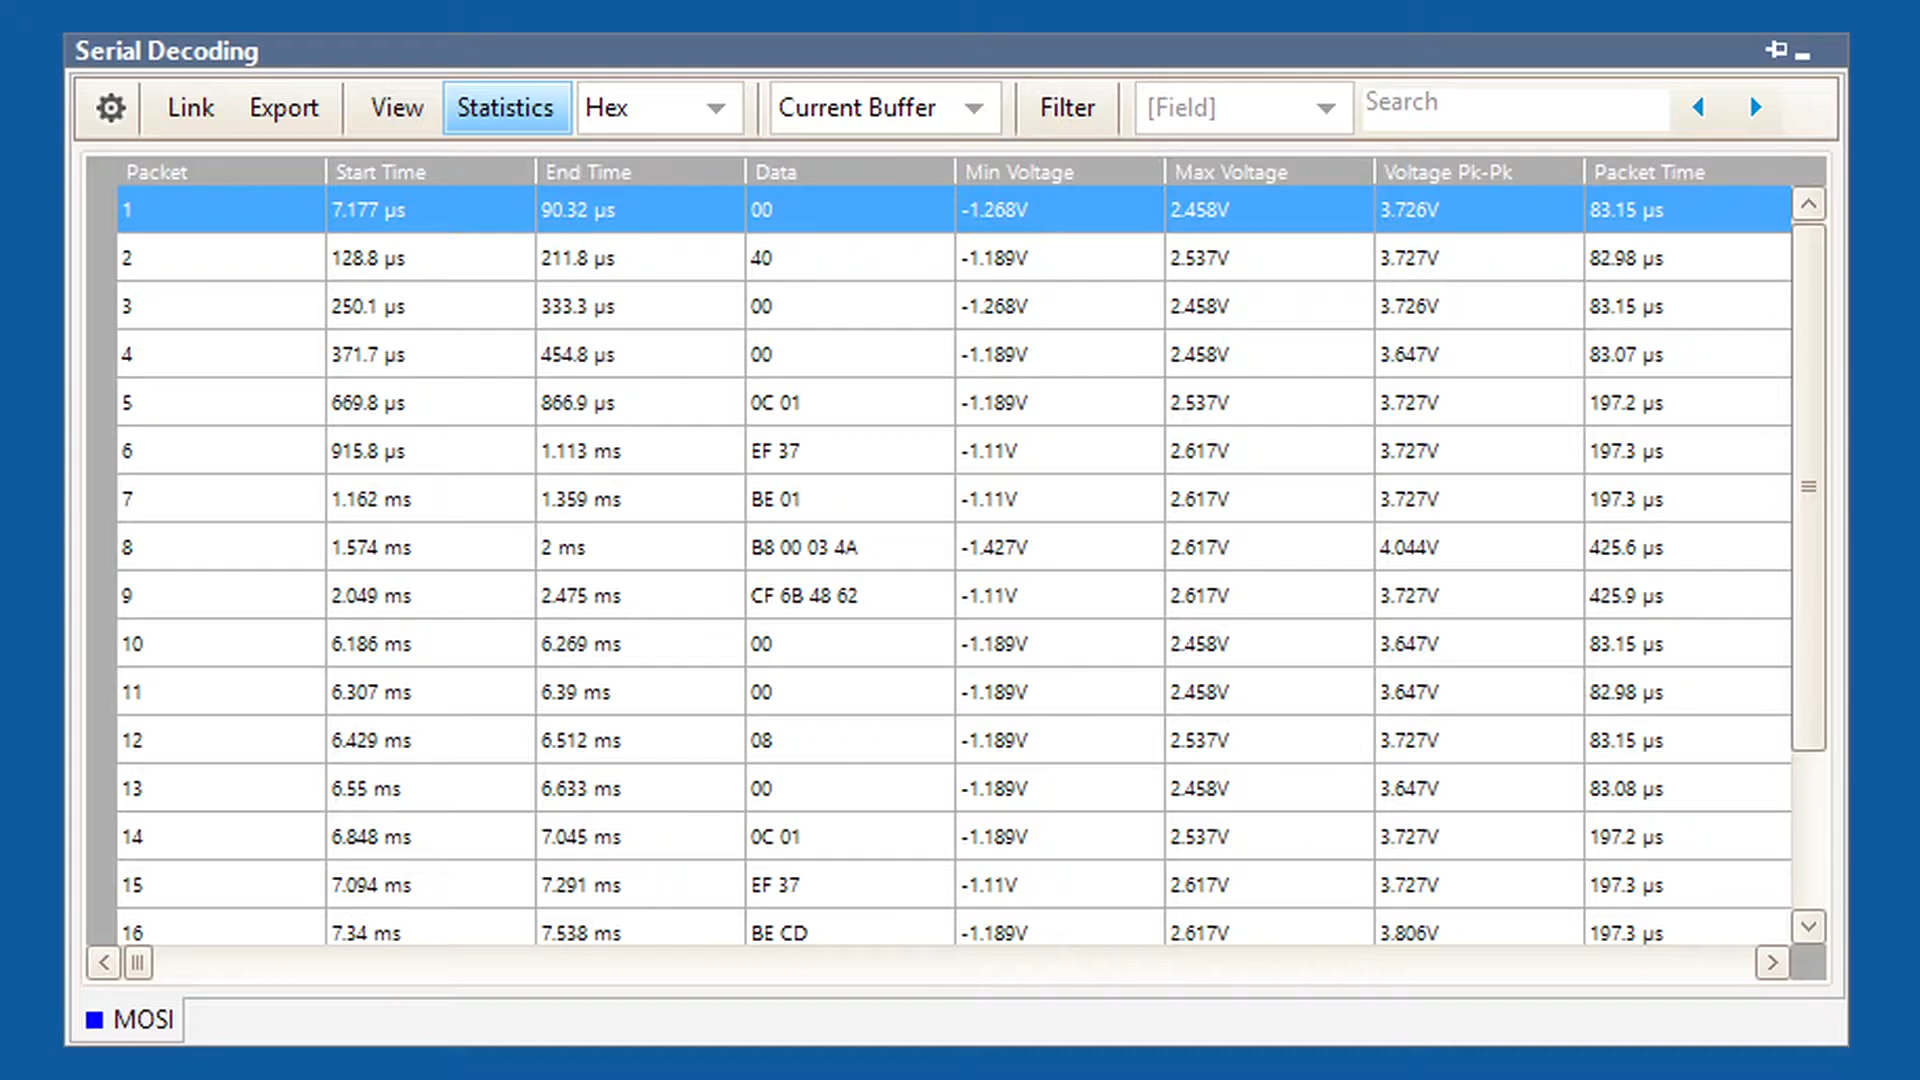 Serial Decoding
Link Export View Statistics Hex Current Buffer Filter [Field] Search
Packet Start Time End Time Data Min Voltage Max Voltage Voltage Pk-Pk Packet Time
1 7.177 µs 90.32 µs 00 -1.268V 2.458V 3.726V 83.15 µs
2 128.8 µs 211.8 µs 40 -1.189V 2.537V 3.727V 82.98 µs
3 250.1 µs 333.3 µs 00 -1.268V 2.458V 3.726V 83.15 µs
4 371.7 µs 454.8 µs 00 -1.189V 2.458V 3.647V 83.07 µs
5 669.8 µs 866.9 µs 0C 01 -1.189V 2.537V 3.727V 197.2 µs
6 915.8 µs 1.113 ms EF 37 -1.11V 2.617V 3.727V 197.3 µs
7 1.162 ms 1.359 ms BE 01 -1.11V 2.617V 3.727V 197.3 µs
8 1.574 ms 2 ms B8 00 03 4A -1.427V 2.617V 4.044V 425.6 µs
9 2.049 ms 2.475 ms CF 6B 48 62 -1.11V 2.617V 3.727V 425.9 µs
10 6.186 ms 6.269 ms 00 -1.189V 2.458V 3.647V 83.15 µs
11 6.307 ms 6.39 ms 00 -1.189V 2.458V 3.647V 82.98 µs
12 6.429 ms 6.512 ms 08 -1.189V 2.537V 3.727V 83.15 µs
13 6.55 ms 6.633 ms 00 -1.189V 2.458V 3.647V 83.08 µs
14 6.848 ms 7.045 ms 0C 01 -1.189V 2.537V 3.727V 197.2 µs
15 7.094 ms 7.291 ms EF 37 -1.11V 2.617V 3.727V 197.3 µs
16 7.34 ms 7.538 ms BE CD -1.189V 2.617V 3.806V 197.3 µs
MOSI